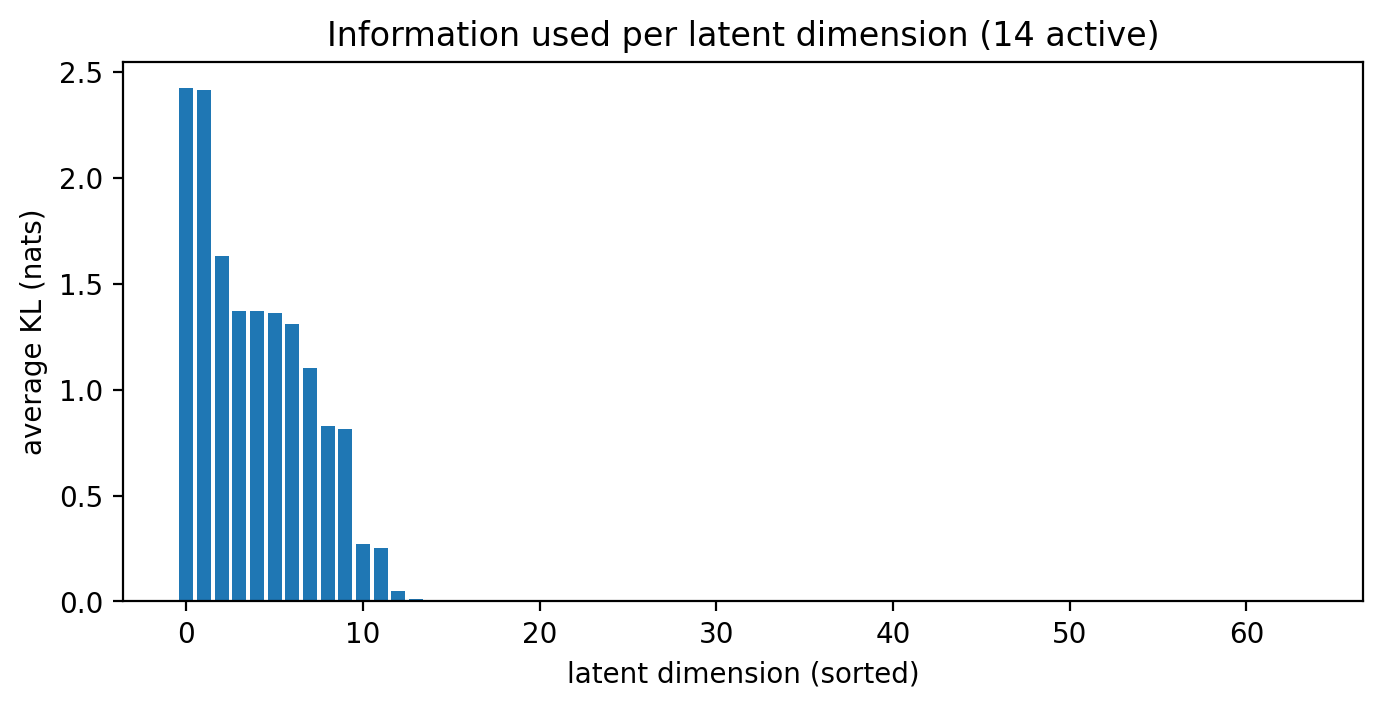 Information used per latent dimension (14 active)
average KL (nats)
2.5
2.0
1.5
1.0
0.5
0.0
0 10 20 30 40 50 60
latent dimension (sorted)